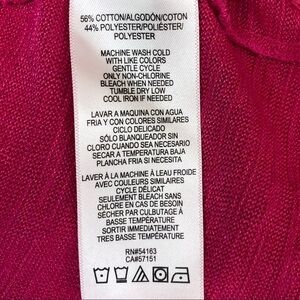 56% COTTON/ALGODÓN/COTON
44% POLYESTER/POLIÉSTER/
POLYESTER
MACHINE WASH COLD
WITH LIKE COLORS
GENTLE CYCLE
ONLY NON-CHLORINE
BLEACH WHEN NEEDED
TUMBLE DRY LOW
COOL IRON IF NEEDED
LAVAR A MAQUINA CON AGUA
FRIA Y CON COLORES SIMILARES
CICLO DELICADO
SÓLO BLANQUEADOR SIN
CLORO CUANDO SEA NECESARIO
SECAR A TEMPERATURA BAJA
PLANCHA FRIA SI NECESITA
LAVER À LA MACHINE À LEAU FROIDE
AVEC COULEURS SIMILAIRES
CYCLE DÉLICAT
SEULEMENT BLEACH SANS
CHLORE EN CAS DE BESOIN
SÉCHER PAR CULBUTAGE À
BASSE TEMPÉRATURE
SORTIR IMMEDIATEMENT
TRES BASSE TEMPÉRATURE
RN#54163
CA#57151